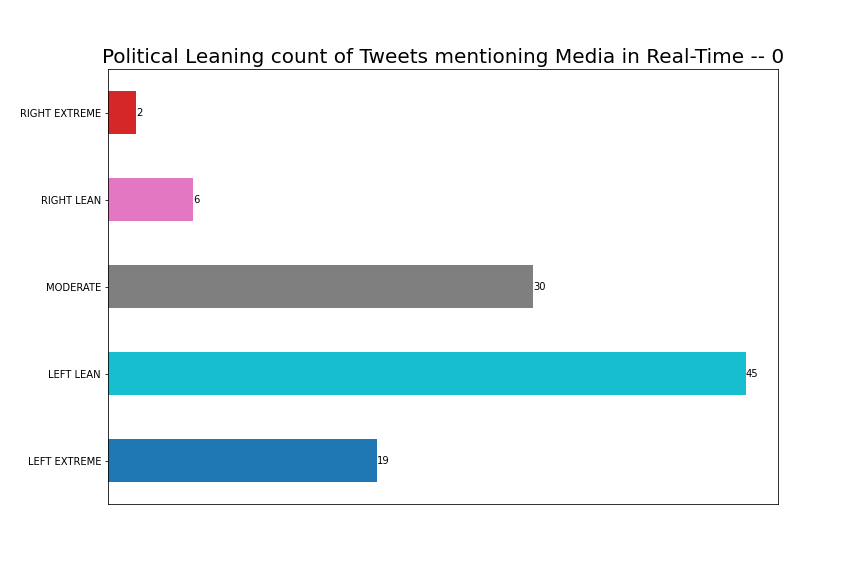 Political Leaning count of Tweets mentioning Media in Real-Time -- 0
RIGHT EXTREME 2
RIGHT LEAN 6
MODERATE 30
LEFT LEAN 45
LEFT EXTREME 19